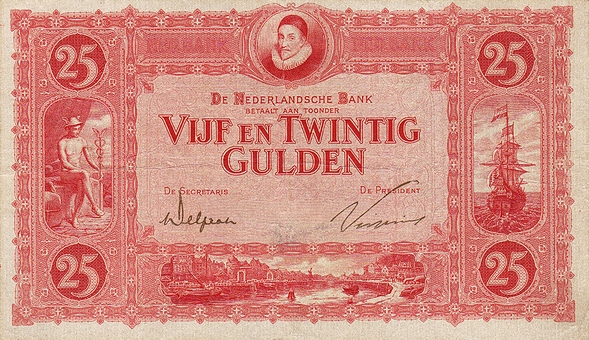 25 25
De Nederlandsche Bank
betaalt aan toonder
Vijf en Twintig
Gulden
De Secretaris De President
25 25